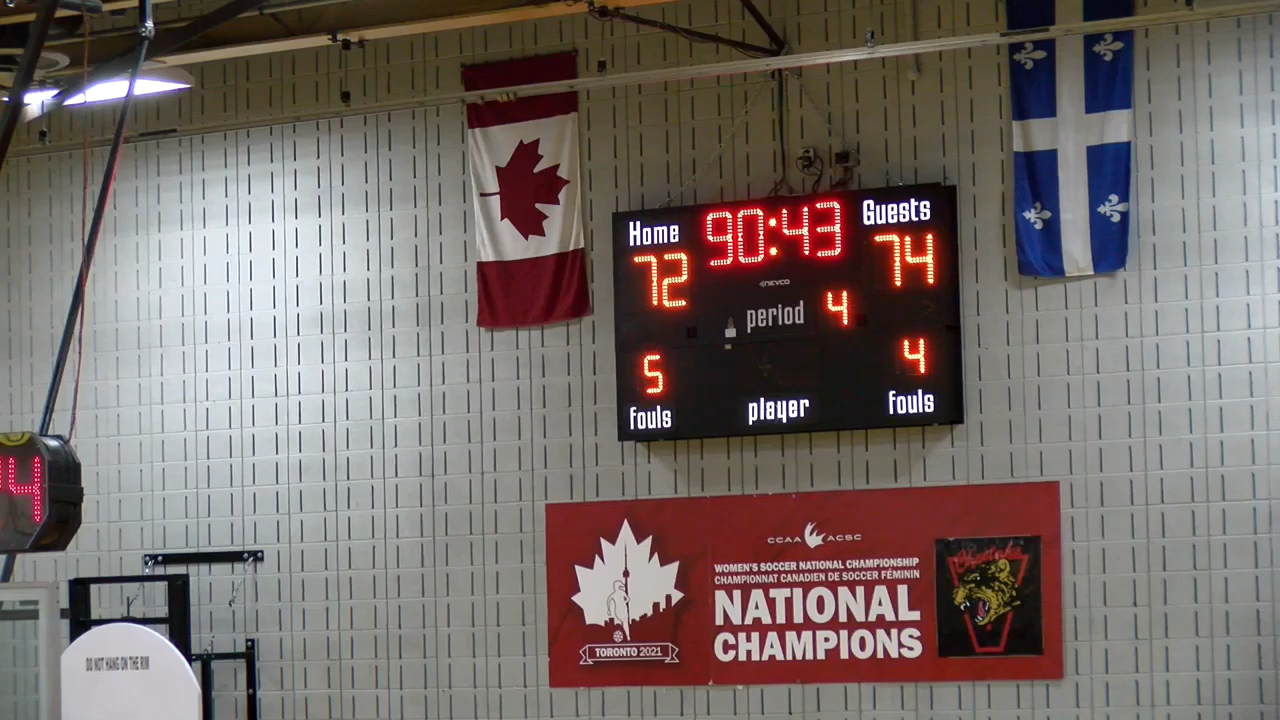 Home
90:43
Guests
72
74
NEVCO
period
4
5
4
fouls
player
fouls
4
CCAA ACSC
WOMEN'S SOCCER NATIONAL CHAMPIONSHIP
CHAMPIONNAT CANADIEN DE SOCCER FÉMININ
NATIONAL
CHAMPIONS
TORONTO 2021
DO NOT HANG ON THE RIM